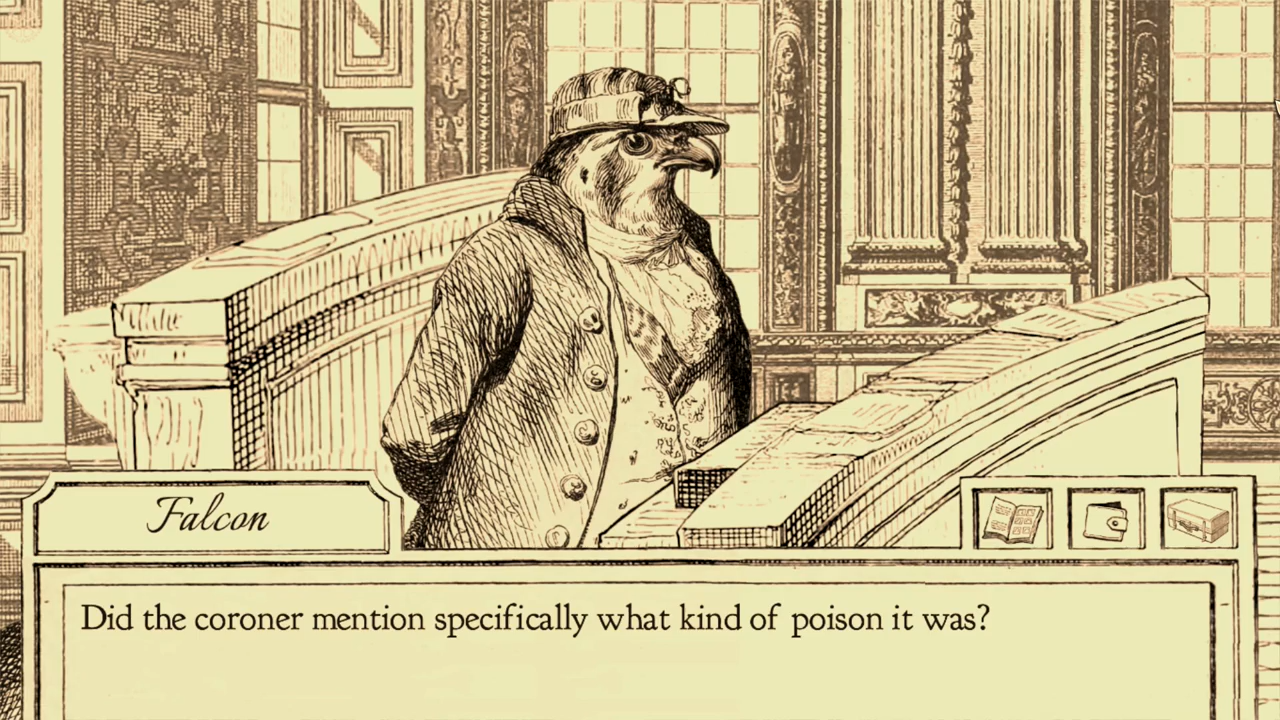 Falcon
Did the coroner mention specifically what kind of poison it was?